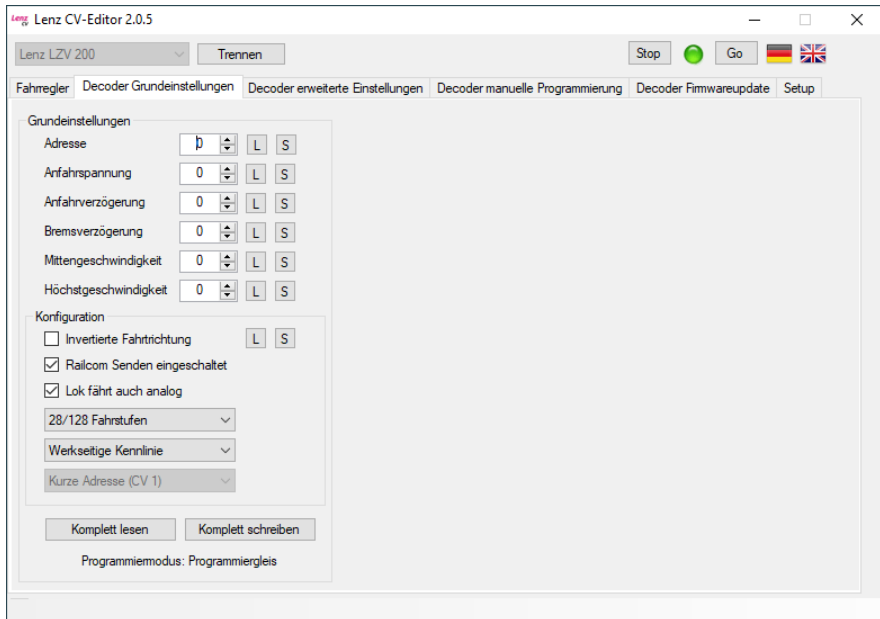 Lenz CV Lenz CV-Editor 2.0.5
Lenz LZV 200 Trennen Stop Go
Fahrregler Decoder Grundeinstellungen Decoder erweiterte Einstellungen Decoder manuelle Programmierung Decoder Firmwareupdate Setup
Grundeinstellungen
Adresse 0 L S
Anfahrspannung 0 L S
Anfahrverzögerung 0 L S
Bremsverzögerung 0 L S
Mittengeschwindigkeit 0 L S
Höchstgeschwindigkeit 0 L S
Konfiguration
Invertierte Fahrtrichtung L S
Railcom Senden eingeschaltet
Lok fährt auch analog
28/128 Fahrstufen
Werkseitige Kennlinie
Kurze Adresse (CV 1)
Komplett lesen Komplett schreiben
Programmiermodus: Programmiergleis